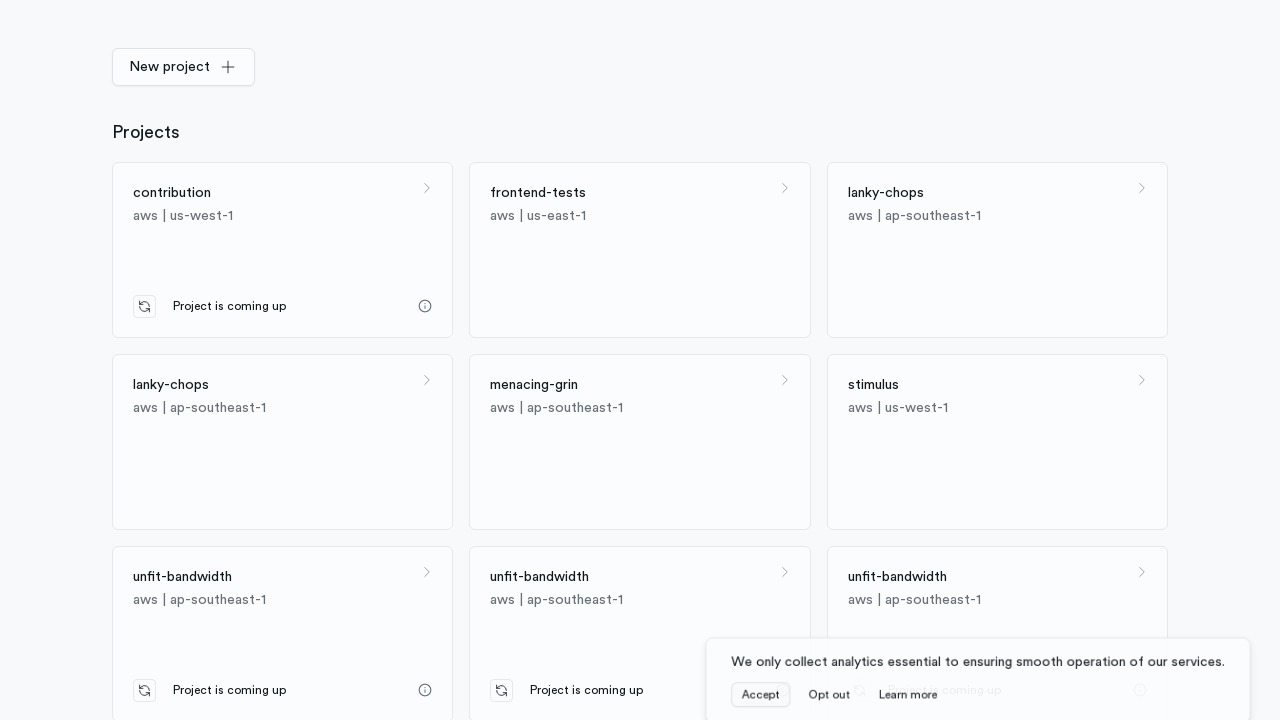 New project
Projects
contribution
aws | us-west-1
Project is coming up
frontend-tests
aws | us-east-1
lanky-chops
aws | ap-southeast-1
lanky-chops
aws | ap-southeast-1
menacing-grin
aws | ap-southeast-1
stimulus
aws | us-west-1
unfit-bandwidth
aws | ap-southeast-1
Project is coming up
unfit-bandwidth
aws | ap-southeast-1
Project is coming up
unfit-bandwidth
aws | ap-southeast-1
Project is coming up
We only collect analytics essential to ensuring smooth operation of our services.
Accept
Opt out
Learn more